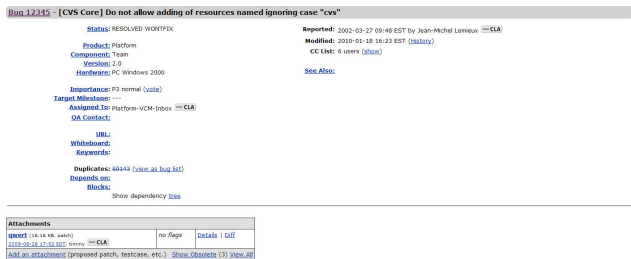 Bug 12345 - [CVS Core] Do not allow adding of resources named ignoring case "cvs"
Status: RESOLVED WONTFIX
Product: Platform
Component: Team
Version: 2.0
Hardware: PC Windows 2000
Importance: P3 normal (vote)
Target Milestone: ---
Assigned To: Platform-VCM-Inbox CLA
QA Contact:
URL:
Whiteboard:
Keywords:
Duplicates: 50143 (view as bug list)
Depends on:
Blocks:
Show dependency tree
Reported: 2002-03-27 09:48 EST by Jean-Michel Lemieux CLA
Modified: 2010-01-18 16:23 EST (History)
CC List: 6 users (show)
See Also:
Attachments
qwert (16.16 KB, patch)
2009-08-28 17:52 EDT, timmy CLA
no flags
Details | Diff
Add an attachment (proposed patch, testcase, etc.)
Show Obsolete (3) View All